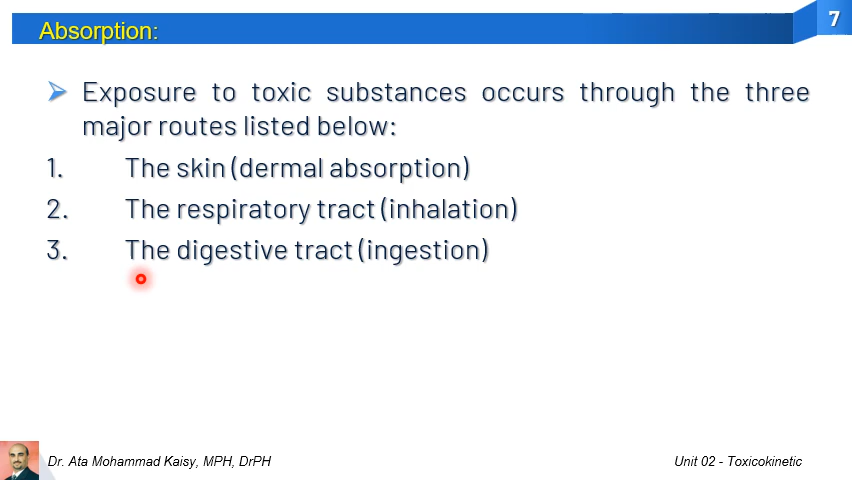 7
Absorption:
Exposure to toxic substances occurs through the three
major routes listed below:
1. The skin (dermal absorption)
2. The respiratory tract (inhalation)
3. The digestive tract (ingestion)
Dr. Ata Mohammad Kaisy, MPH, DrPH
Unit 02 - Toxicokinetic